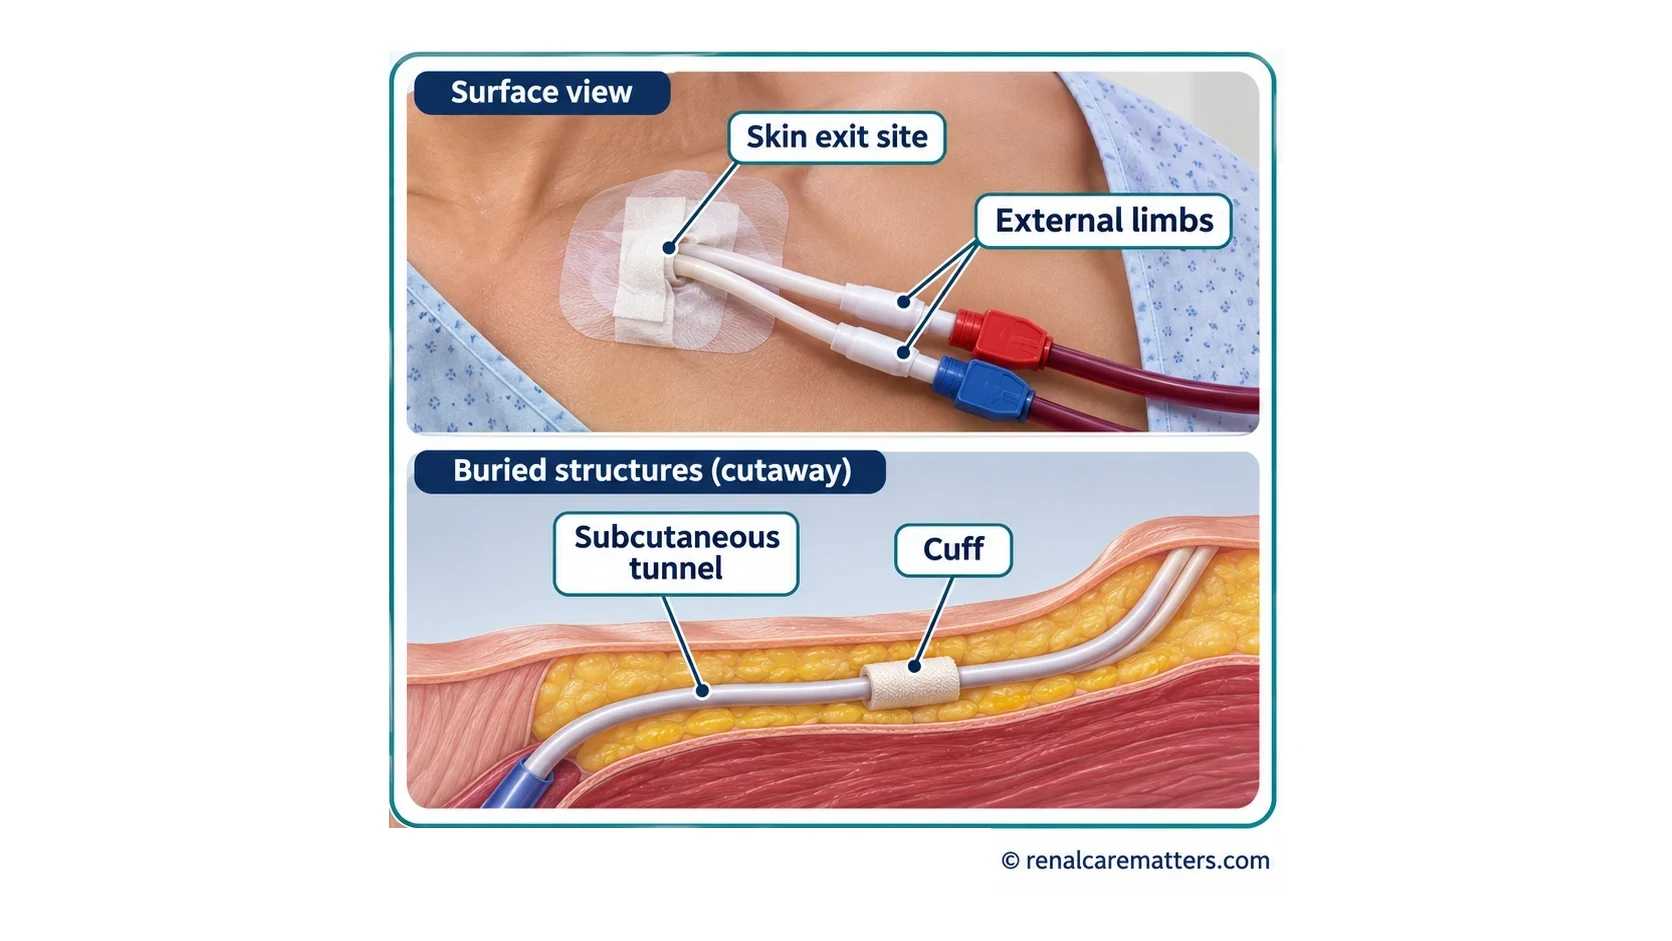 Surface view
Skin exit site
External limbs
Buried structures (cutaway)
Subcutaneous
tunnel
Cuff
© renalcarematters.com